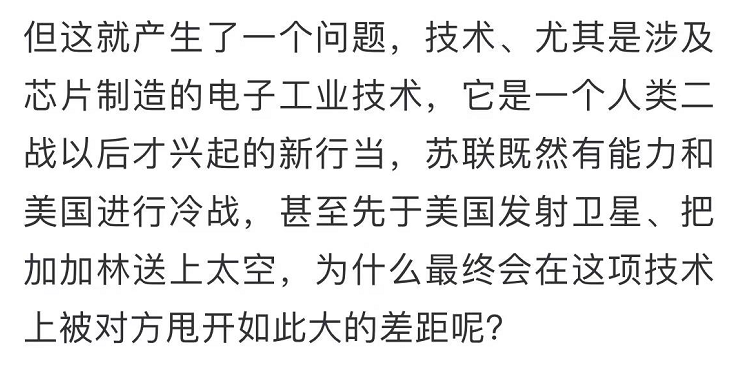 但这就产生了一个问题，技术、尤其是涉及
芯片制造的电子工业技术，它是一个人类二
战以后才兴起的新行当，苏联既然有能力和
美国进行冷战，甚至先于美国发射卫星、把
加加林送上太空，为什么最终会在这项技术
上被对方甩开如此大的差距呢？